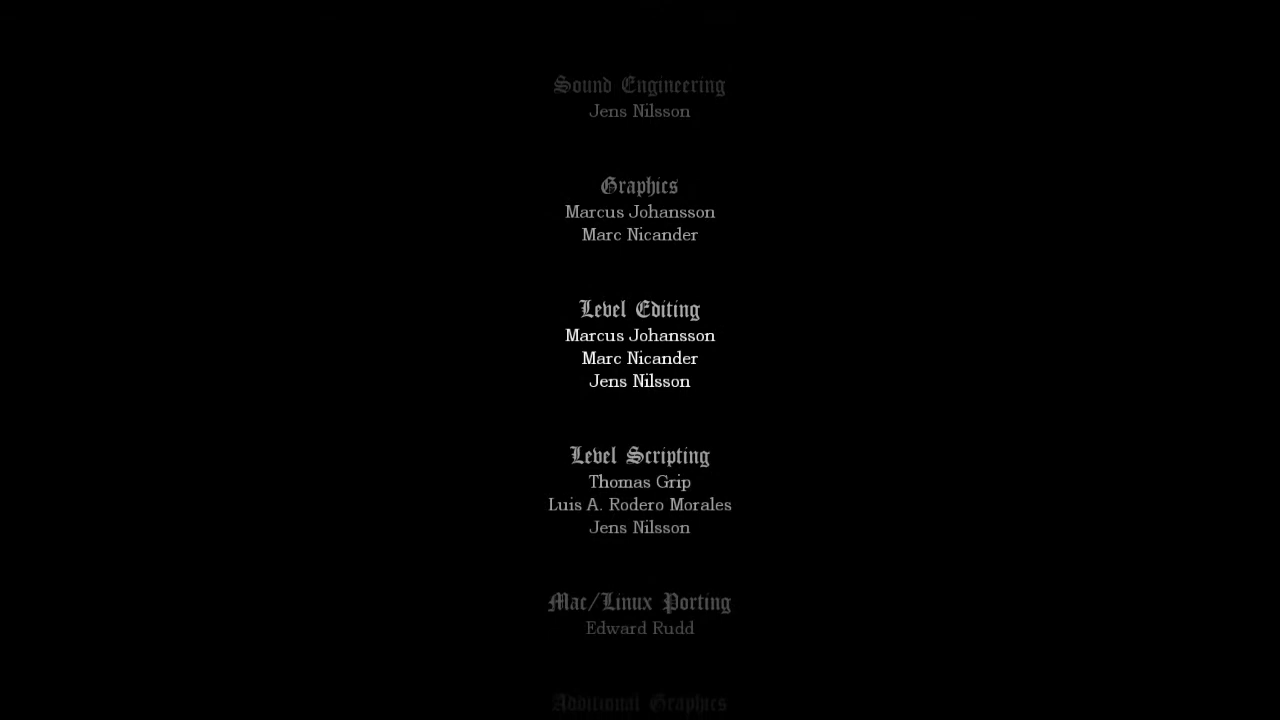 Sound Engineering
Jens Nilsson
Graphics
Marcus Johansson
Marc Nicander
Level Editing
Marcus Johansson
Marc Nicander
Jens Nilsson
Level Scripting
Thomas Grip
Luis A. Rodero Morales
Jens Nilsson
Mac/Linux Porting
Edward Rudd
Additional Graphics